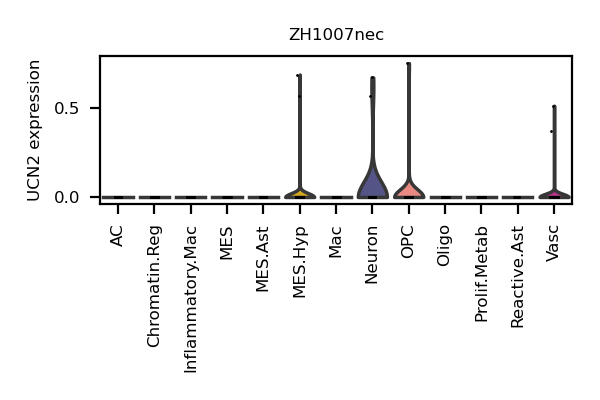 ZH1007nec
UCN2 expression
0.5
0.0
AC
Chromatin.Reg
Inflammatory.Mac
MES
MES.Ast
MES.Hyp
Mac
Neuron
OPC
Oligo
Prolif.Metab
Reactive.Ast
Vasc